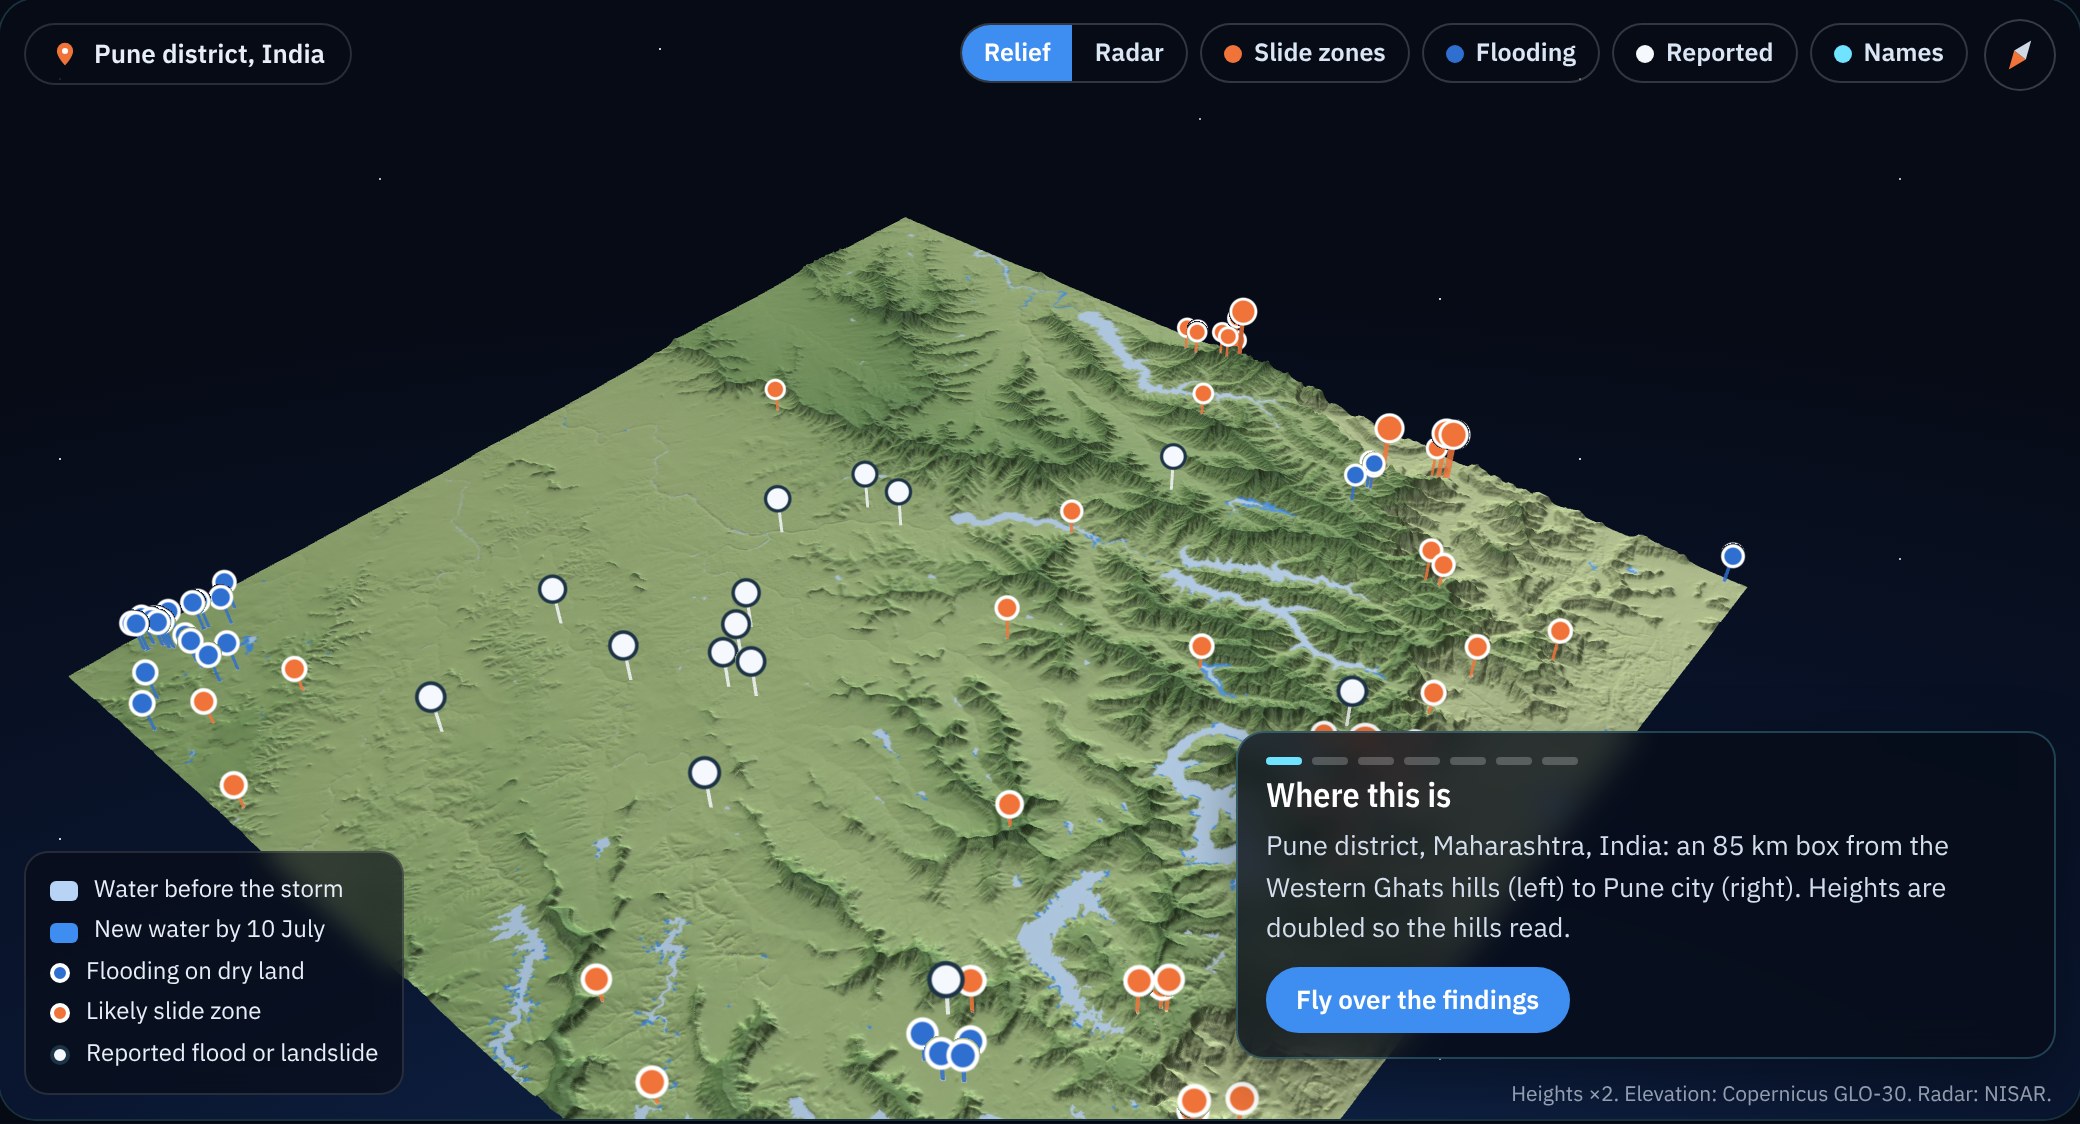 Pune district, India
Relief
Radar
Slide zones
Flooding
Reported
Names
Where this is
Pune district, Maharashtra, India: an 85 km box from the
Western Ghats hills (left) to Pune city (right). Heights are
doubled so the hills read.
Fly over the findings
Water before the storm
New water by 10 July
Flooding on dry land
Likely slide zone
Reported flood or landslide
Heights ×2. Elevation: Copernicus GLO-30. Radar: NISAR.